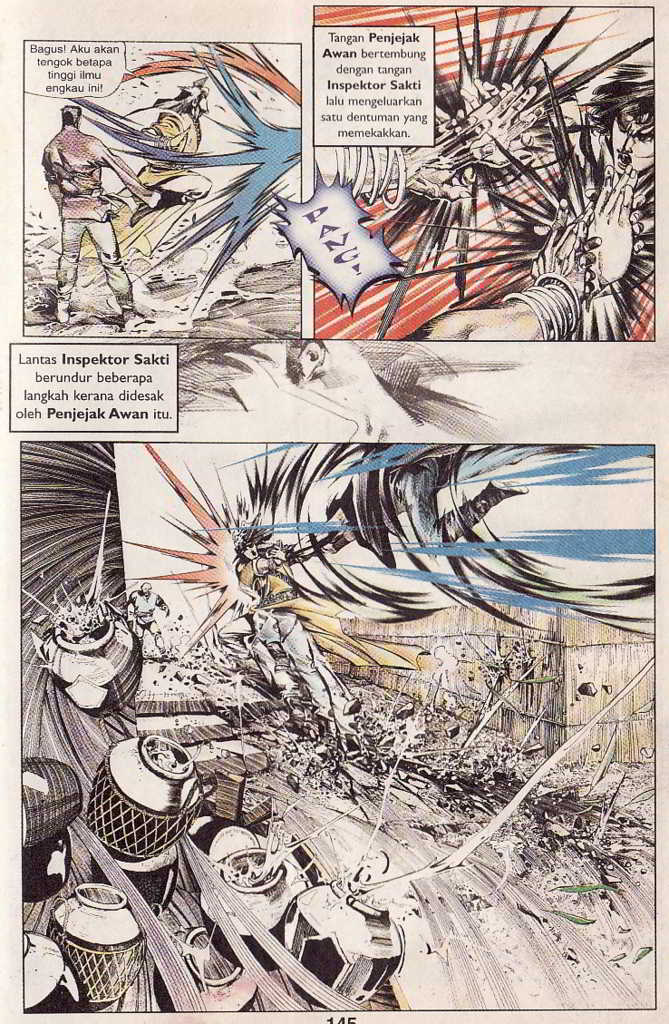 Bagus! Aku akan
tengok betapa
tinggi ilmu
engkau ini!
Tangan Penjejak
Awan bertembung
dengan tangan
Inspektor Sakti
lalu mengeluarkan
satu dentuman yang
memekakkan.
PANG!
Lantas Inspektor Sakti
berundur beberapa
langkah kerana didesak
oleh Penjejak Awan itu.
145